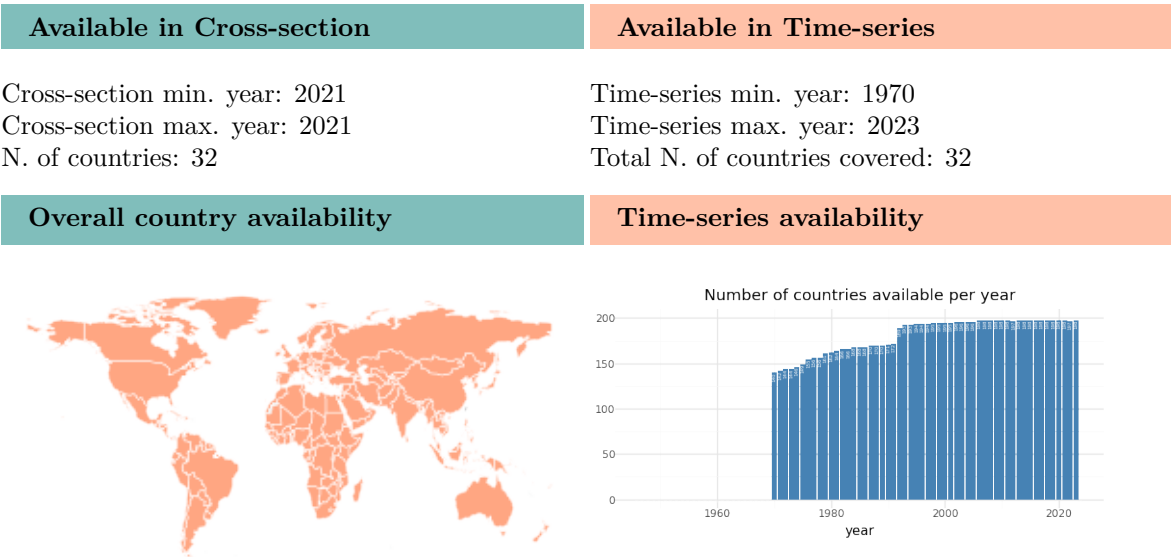 Available in Cross-section
Available in Time-series
Cross-section min. year: 2021
Cross-section max. year: 2021
N. of countries: 32
Time-series min. year: 1970
Time-series max. year: 2023
Total N. of countries covered: 32
Overall country availability
Time-series availability
Number of countries available per year
200
150
100
50
0
1960
1980
2000
2020
year